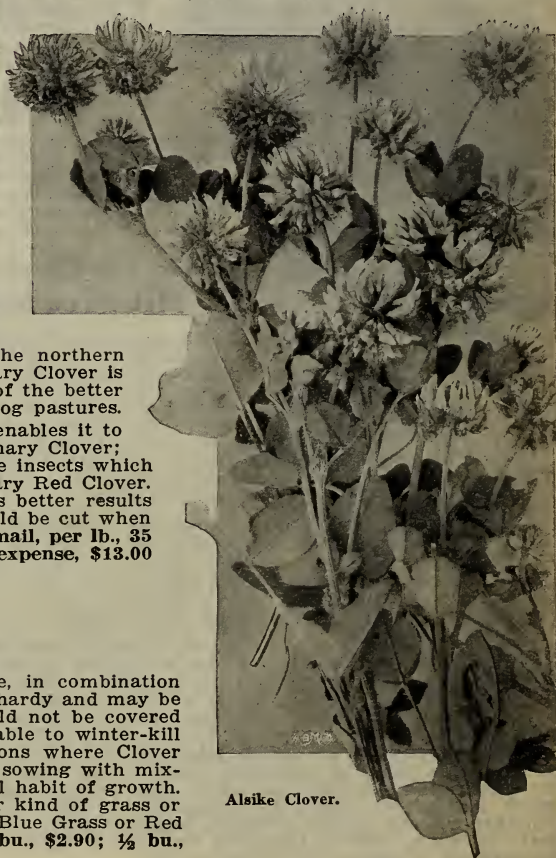 he northern
ary Clover is
of the better
og pastures.
enables it to
nary Clover;
e insects which
ary Red Clover.
s better results
ld be cut when
nail, per lb., 35
expense, $13.00
e, in combination
hardy and may be
ld not be covered
able to winter-kill
ons where Clover
sowing with mix-
l habit of growth.
r kind of grass or
Blue Grass or Red
bu., $2.90; ½ bu.,
Alsike Clover.